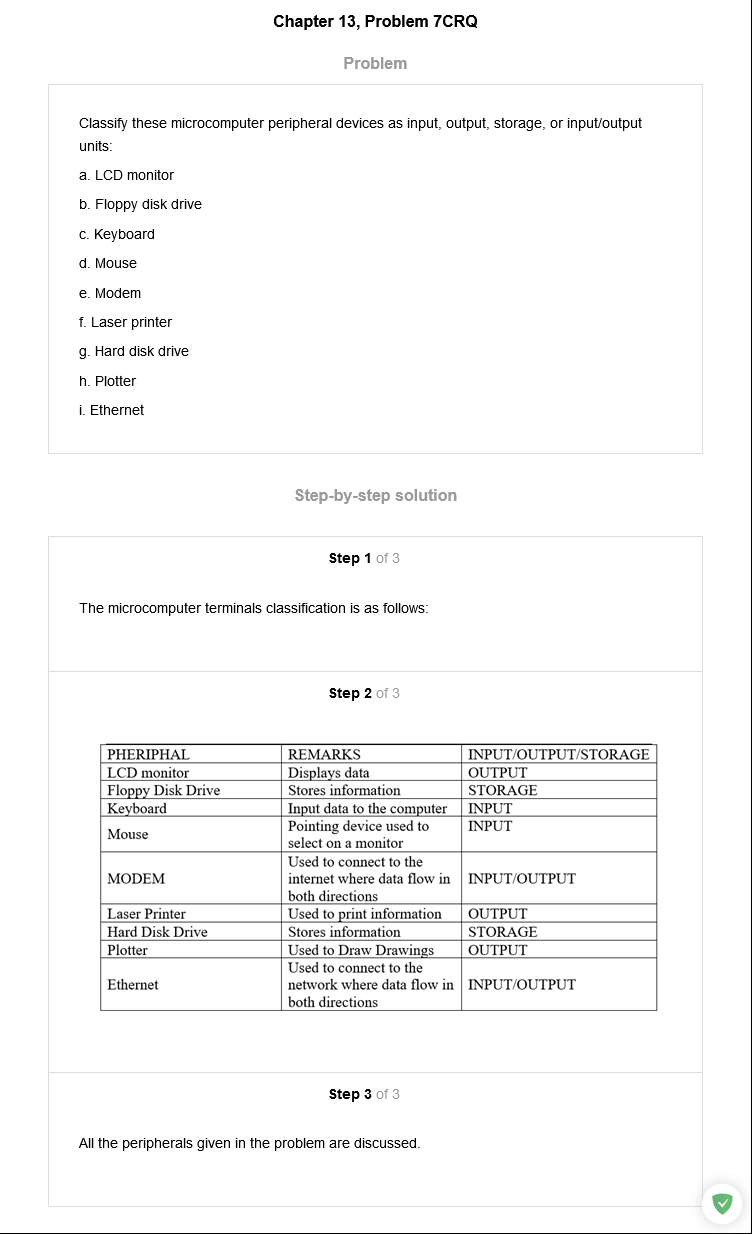 Chapter 13, Problem 7CRQ
Problem
Classify these microcomputer peripheral devices as input, output, storage, or input/output
units:
a. LCD monitor
b. Floppy disk drive
c. Keyboard
d. Mouse
e. Modem
f. Laser printer
g. Hard disk drive
h. Plotter
i. Ethernet
Step-by-step solution
Step 1 of 3
The microcomputer terminals classification is as follows:
Step 2 of 3
PHERIPHAL REMARKS INPUT/OUTPUT/STORAGE
LCD monitor Displays data OUTPUT
Floppy Disk Drive Stores information STORAGE
Keyboard Input data to the computer INPUT
Mouse Pointing device used to INPUT
select on a monitor
Used to connect to the
MODEM internet where data flow in INPUT/OUTPUT
both directions
Laser Printer Used to print information OUTPUT
Hard Disk Drive Stores information STORAGE
Plotter Used to Draw Drawings OUTPUT
Used to connect to the
Ethernet network where data flow in INPUT/OUTPUT
both directions
Step 3 of 3
All the peripherals given in the problem are discussed.